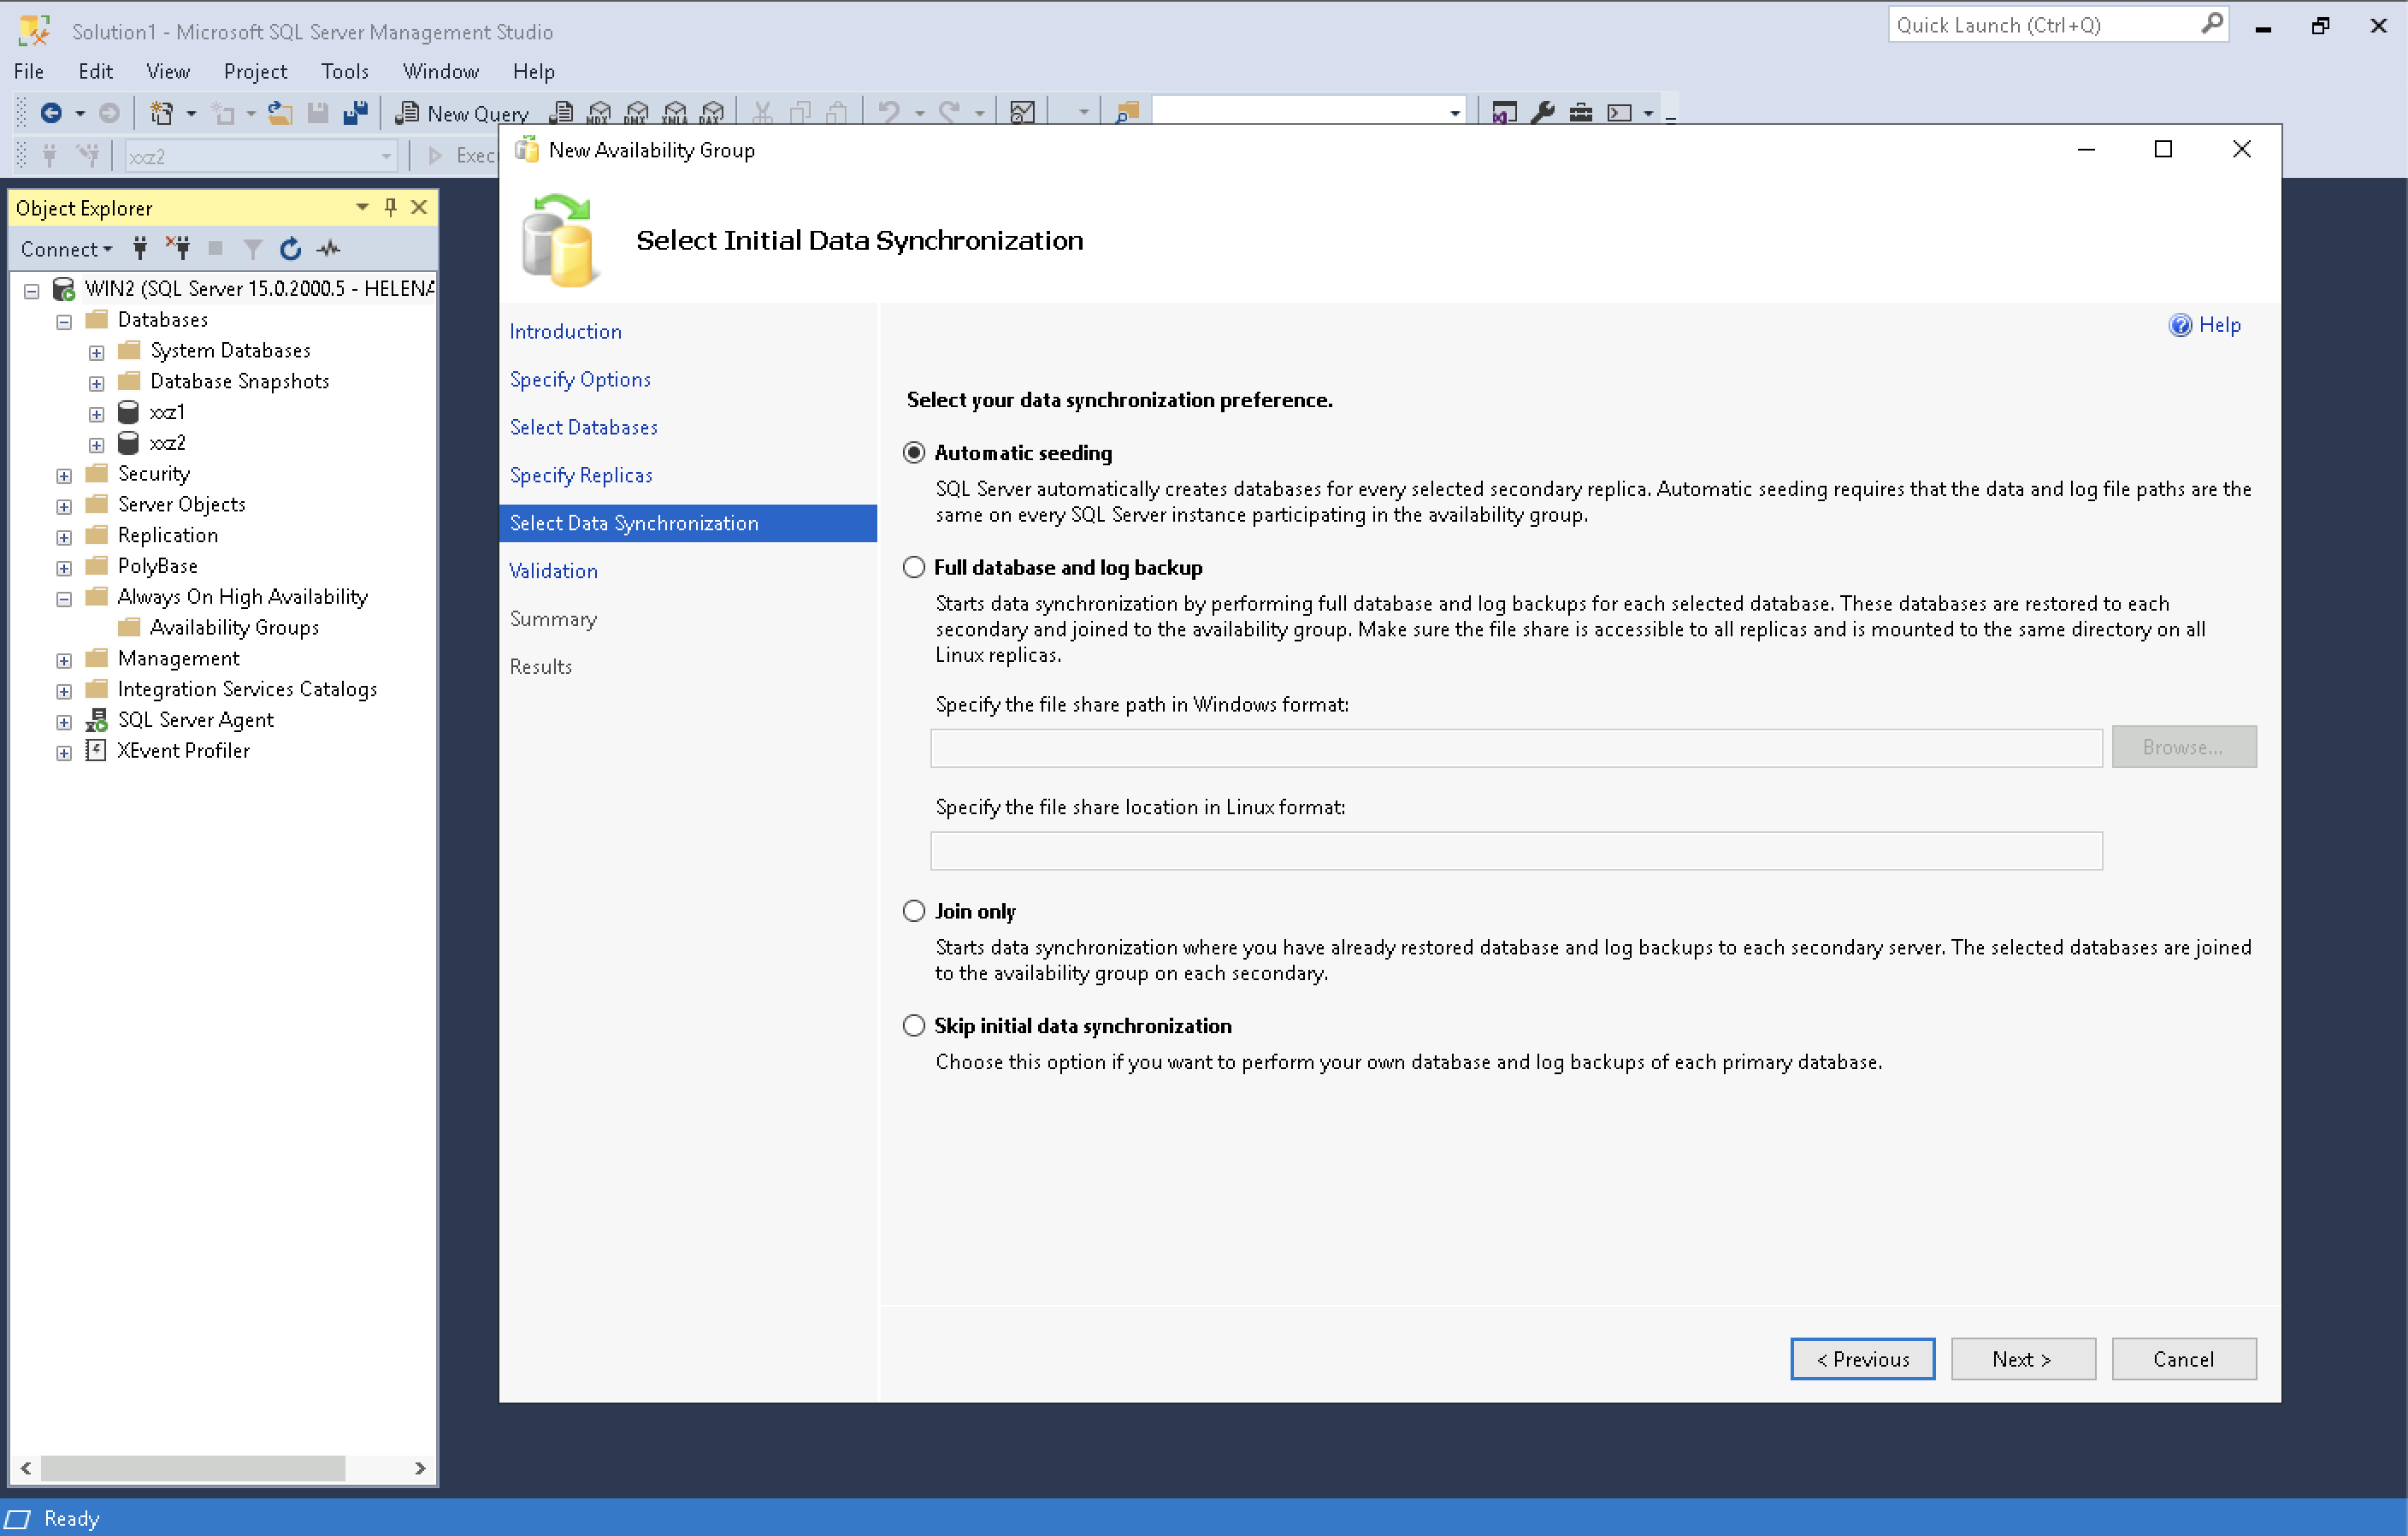 Solution1 - Microsoft SQL Server Management Studio
Quick Launch (Ctrl+Q)
File Edit View Project Tools Window Help
New Query
MDX DMX XMLA DAX
xxz2
New Availability Group
Object Explorer
Select Initial Data Synchronization
Connect
WIN2 (SQL Server 15.0.2000.5 - HELENA
Databases
System Databases
Database Snapshots
xxz1
xxz2
Security
Server Objects
Replication
PolyBase
Always On High Availability
Availability Groups
Management
Integration Services Catalogs
SQL Server Agent
XEvent Profiler
Introduction
Specify Options
Select Databases
Specify Replicas
Select Data Synchronization
Validation
Summary
Results
Help
Select your data synchronization preference.
Automatic seeding
SQL Server automatically creates databases for every selected secondary replica. Automatic seeding requires that the data and log file paths are the
same on every SQL Server instance participating in the availability group.
Full database and log backup
Starts data synchronization by performing full database and log backups for each selected database. These databases are restored to each
secondary and joined to the availability group. Make sure the file share is accessible to all replicas and is mounted to the same directory on all
Linux replicas.
Specify the file share path in Windows format:
Browse...
Specify the file share location in Linux format:
Join only
Starts data synchronization where you have already restored database and log backups to each secondary server. The selected databases are joined
to the availability group on each secondary.
Skip initial data synchronization
Choose this option if you want to perform your own database and log backups of each primary database.
< Previous
Next >
Cancel
Ready